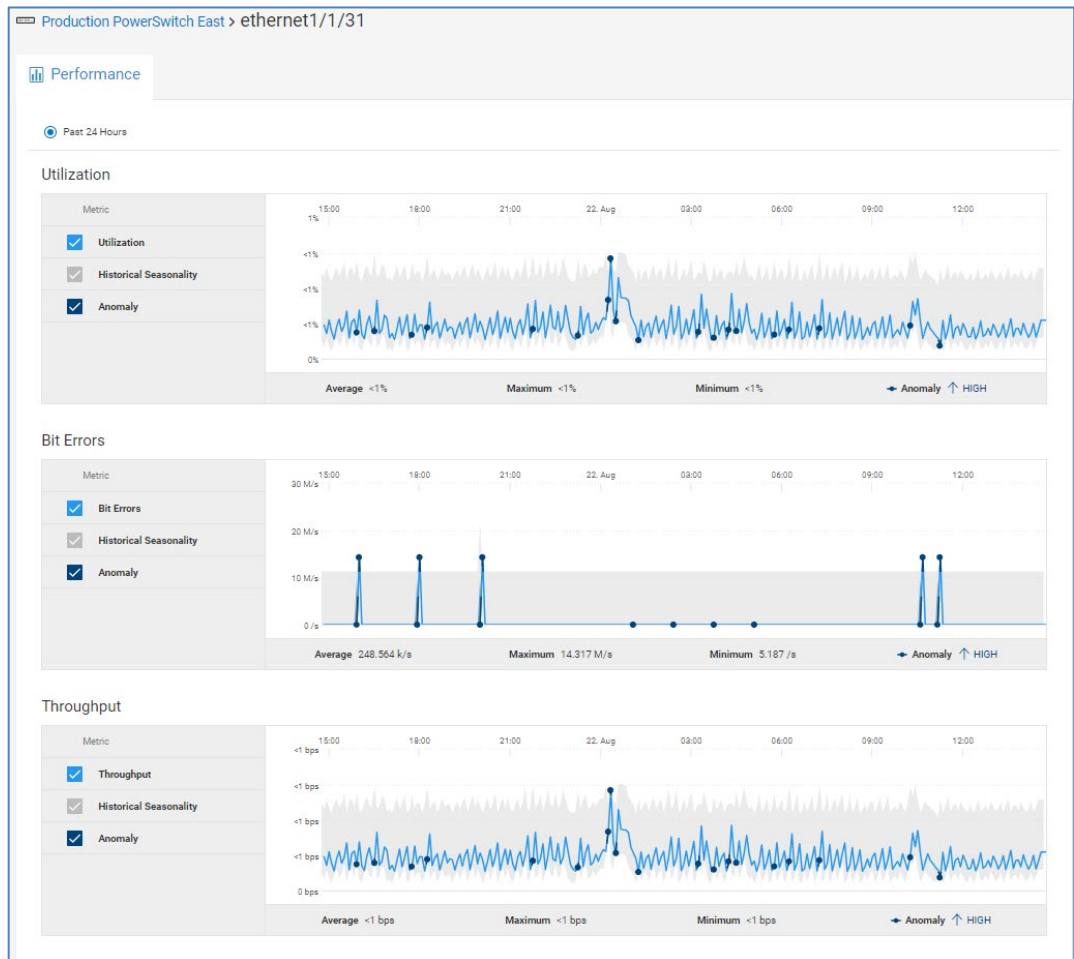 Production PowerSwitch East > ethernet1/1/31
Performance
Past 24 Hours
Utilization
Metric
Utilization
Historical Seasonality
Anomaly
15:00 18:00 21:00 22. Aug 03:00 06:00 09:00 12:00
1%
<1%
<1%
<1%
0%
Average <1% Maximum <1% Minimum <1% Anomaly ↑ HIGH
Bit Errors
Metric
Bit Errors
Historical Seasonality
Anomaly
15:00 18:00 21:00 22. Aug 03:00 06:00 09:00 12:00
30 M/s
20 M/s
10 M/s
0 /s
Average 248.564 k/s Maximum 14.317 M/s Minimum 5.187 /s Anomaly ↑ HIGH
Throughput
Metric
Throughput
Historical Seasonality
Anomaly
15:00 18:00 21:00 22. Aug 03:00 06:00 09:00 12:00
<1 bps
<1 bps
<1 bps
<1 bps
0 bps
Average <1 bps Maximum <1 bps Minimum <1 bps Anomaly ↑ HIGH